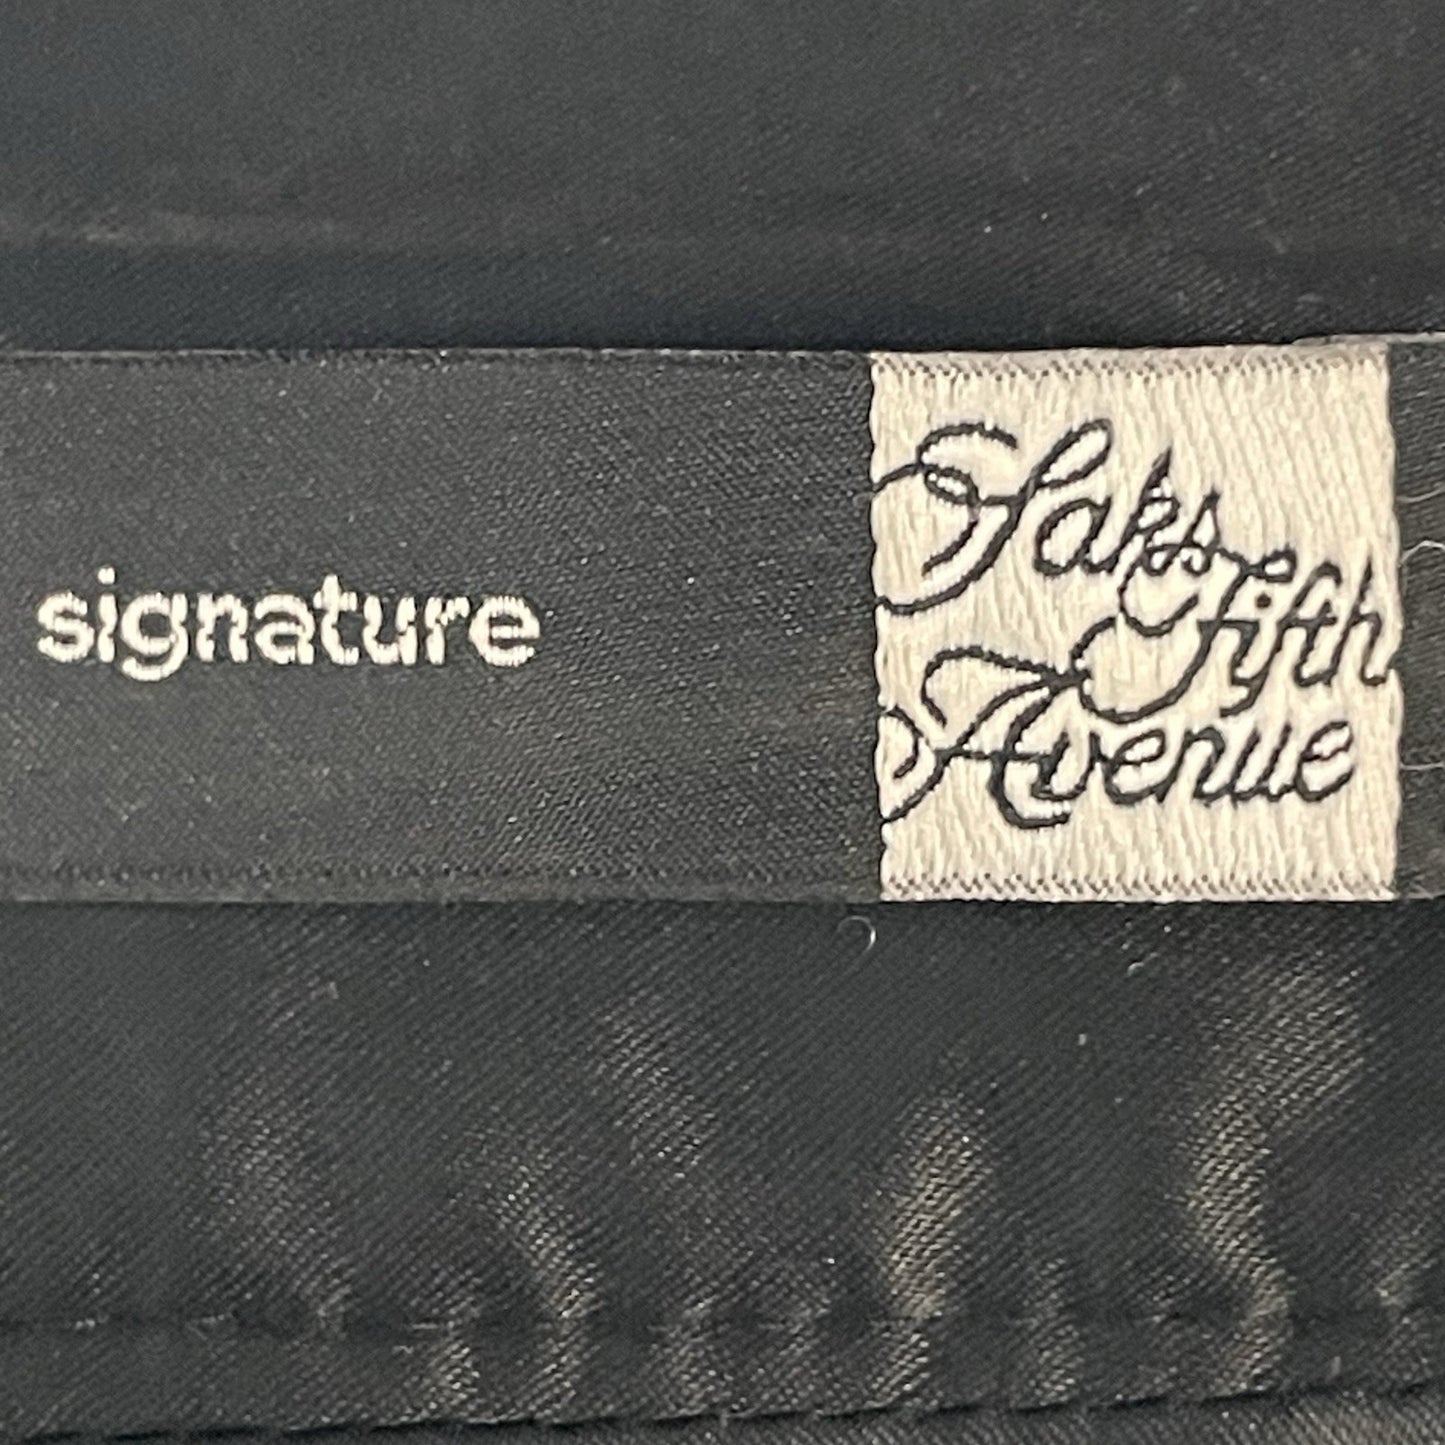 signature
Saks
Fifth
Avenue